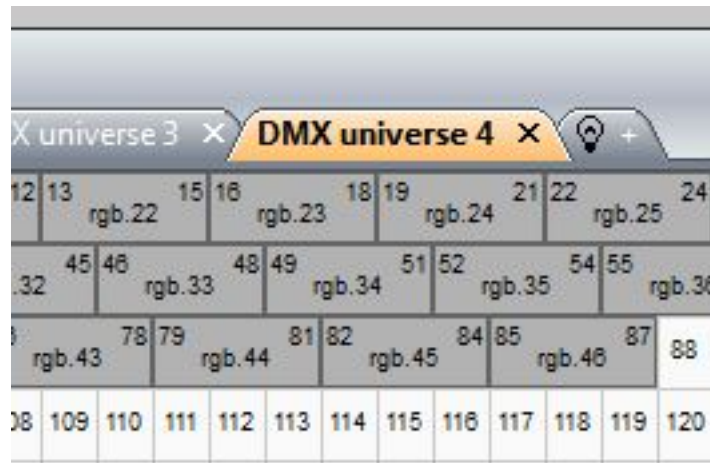 X universe 3 × DMX universe 4 × +
12 13 rgb.22 15 16 rgb.23 18 19 rgb.24 21 22 rgb.25 24
.32 45 46 rgb.33 48 49 rgb.34 51 52 rgb.35 54 55 rgb.36
rgb.43 78 79 rgb.44 81 82 rgb.45 84 85 rgb.46 87 88
08 109 110 111 112 113 114 115 116 117 118 119 120